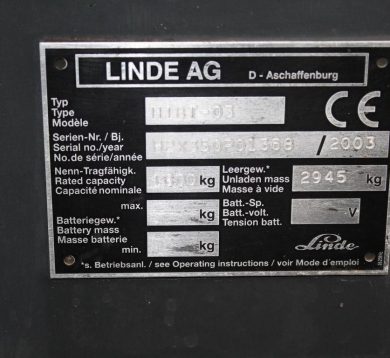 LINDE AG D - Aschaffenburg
Typ
Type
Modèle
-03
CE
Serien-Nr. / Bj.
Serial no./year
No. de série/année
/ 2003
Nenn-Tragfähigk.
Rated capacity
Capacité nominale
kg
Leergew.*
Unladen mass
Masse à vide
2945 kg
max. kg
Batteriegew.*
Battery mass
Masse batterie
min. kg
Batt.-Sp.
Batt.-volt.
Tension batt.
V
Linde
*s. Betriebsanl. / see Operating instructions / voir Mode d'emploi